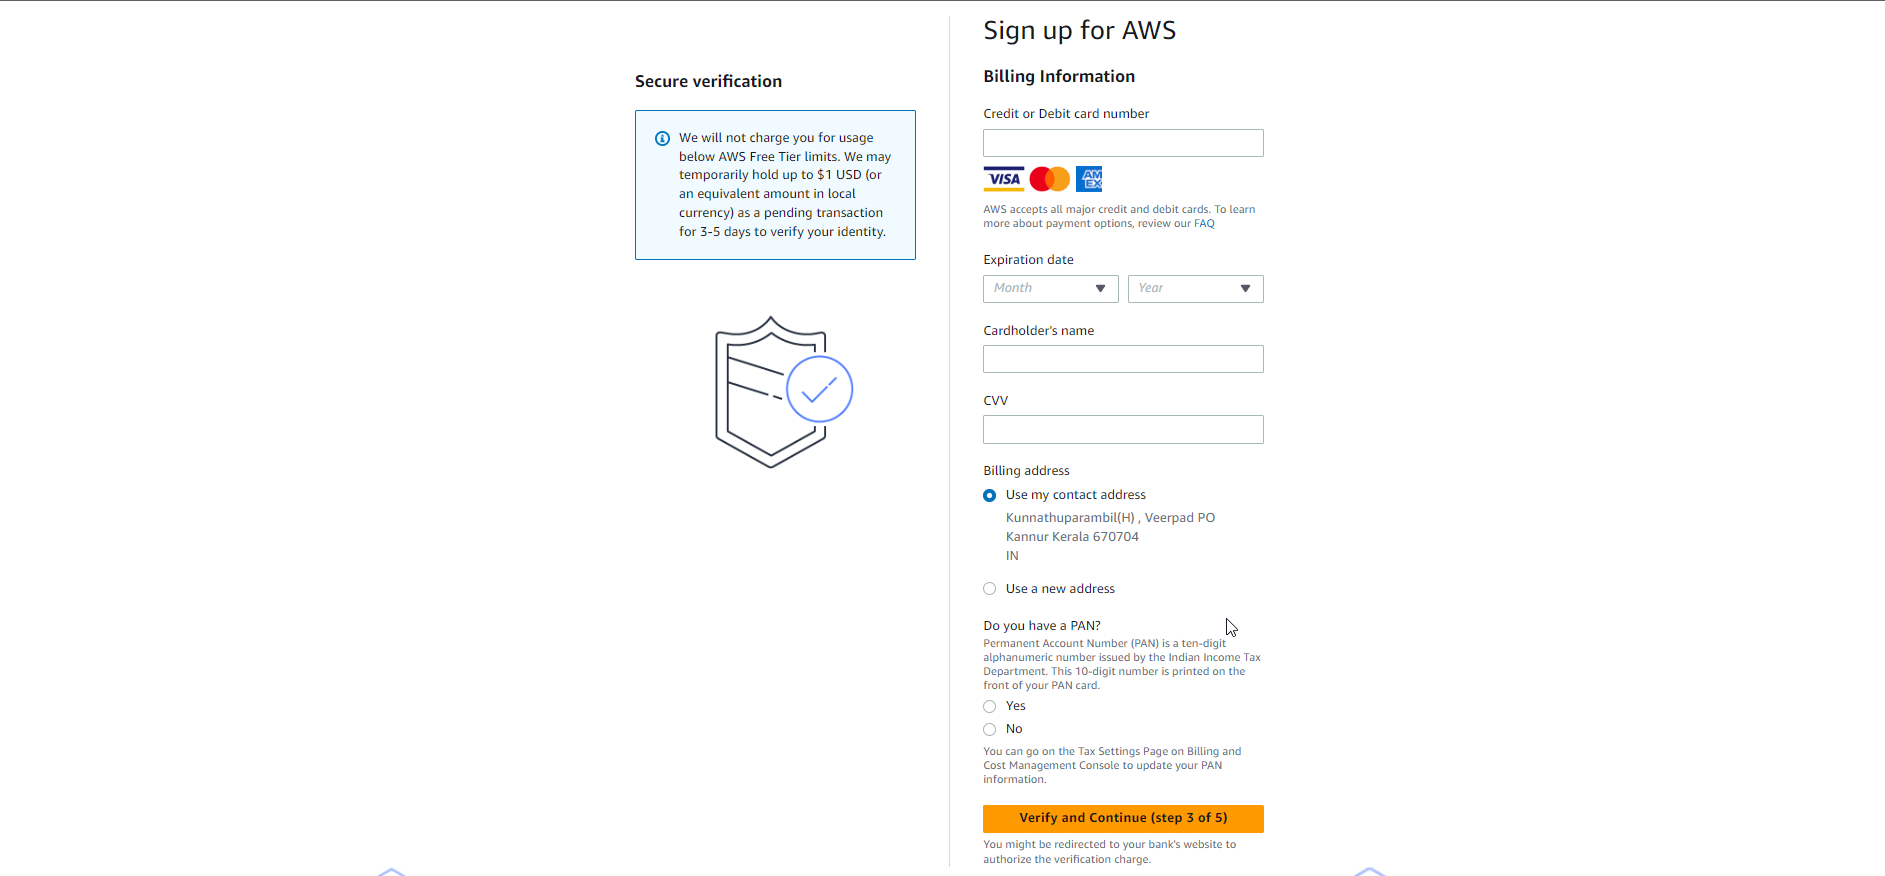 Sign up for AWS
Secure verification
We will not charge you for usage
below AWS Free Tier limits. We may
temporarily hold up to $1 USD (or
an equivalent amount in local
currency) as a pending transaction
for 3-5 days to verify your identity.
Billing Information
Credit or Debit card number
VISA
AM
EX
AWS accepts all major credit and debit cards. To learn
more about payment options, review our FAQ
Expiration date
Month
Year
Cardholder's name
CVV
Billing address
Use my contact address
Kunnathuparambil(H) , Veerpad PO
Kannur Kerala 670704
IN
Use a new address
Do you have a PAN?
Permanent Account Number (PAN) is a ten-digit
alphanumeric number issued by the Indian Income Tax
Department. This 10-digit number is printed on the
front of your PAN card.
Yes
No
You can go on the Tax Settings Page on Billing and
Cost Management Console to update your PAN
information.
Verify and Continue (step 3 of 5)
You might be redirected to your bank's website to
authorize the verification charge.